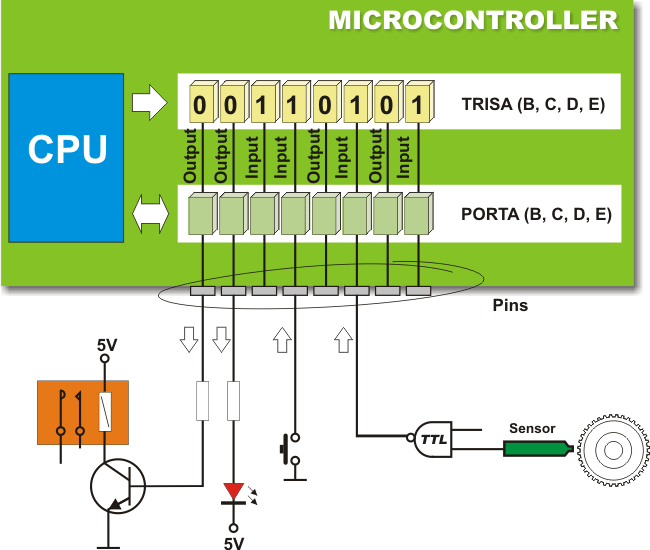 MICROCONTROLLER
CPU
0 0 1 1 0 1 0 1
TRISA (B, C, D, E)
Output Output Input Input Output Input Output Input
PORTA (B, C, D, E)
Pins
5V
Sensor
TTL
5V